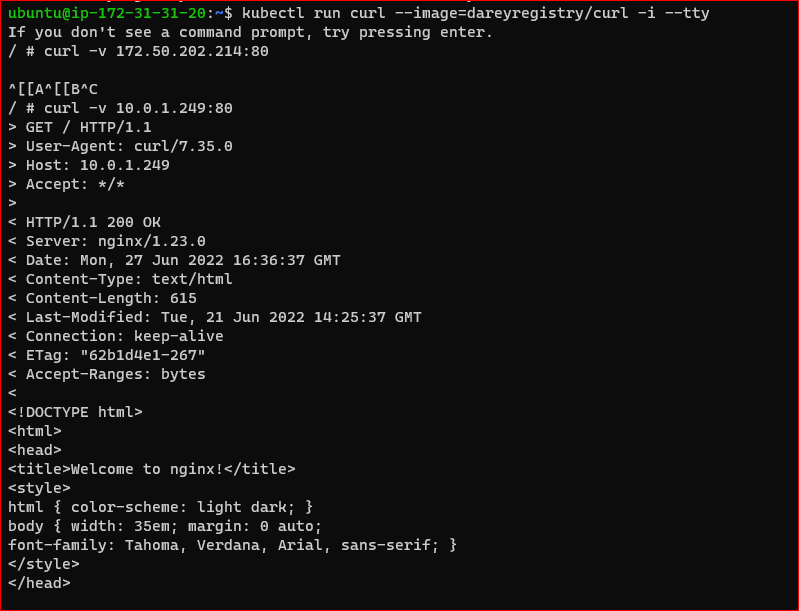 ubuntu@ip-172-31-31-20:~$ kubectl run curl --image=dareyregistry/curl -i --tty
If you don't see a command prompt, try pressing enter.
/ # curl -v 172.50.202.214:80
^[[A^[[B^C
/ # curl -v 10.0.1.249:80
> GET / HTTP/1.1
> User-Agent: curl/7.35.0
> Host: 10.0.1.249
> Accept: */*
>
< HTTP/1.1 200 OK
< Server: nginx/1.23.0
< Date: Mon, 27 Jun 2022 16:36:37 GMT
< Content-Type: text/html
< Content-Length: 615
< Last-Modified: Tue, 21 Jun 2022 14:25:37 GMT
< Connection: keep-alive
< ETag: "62b1d4e1-267"
< Accept-Ranges: bytes
<
<!DOCTYPE html>
<html>
<head>
<title>Welcome to nginx!</title>
<style>
html { color-scheme: light dark; }
body { width: 35em; margin: 0 auto;
font-family: Tahoma, Verdana, Arial, sans-serif; }
</style>
</head>